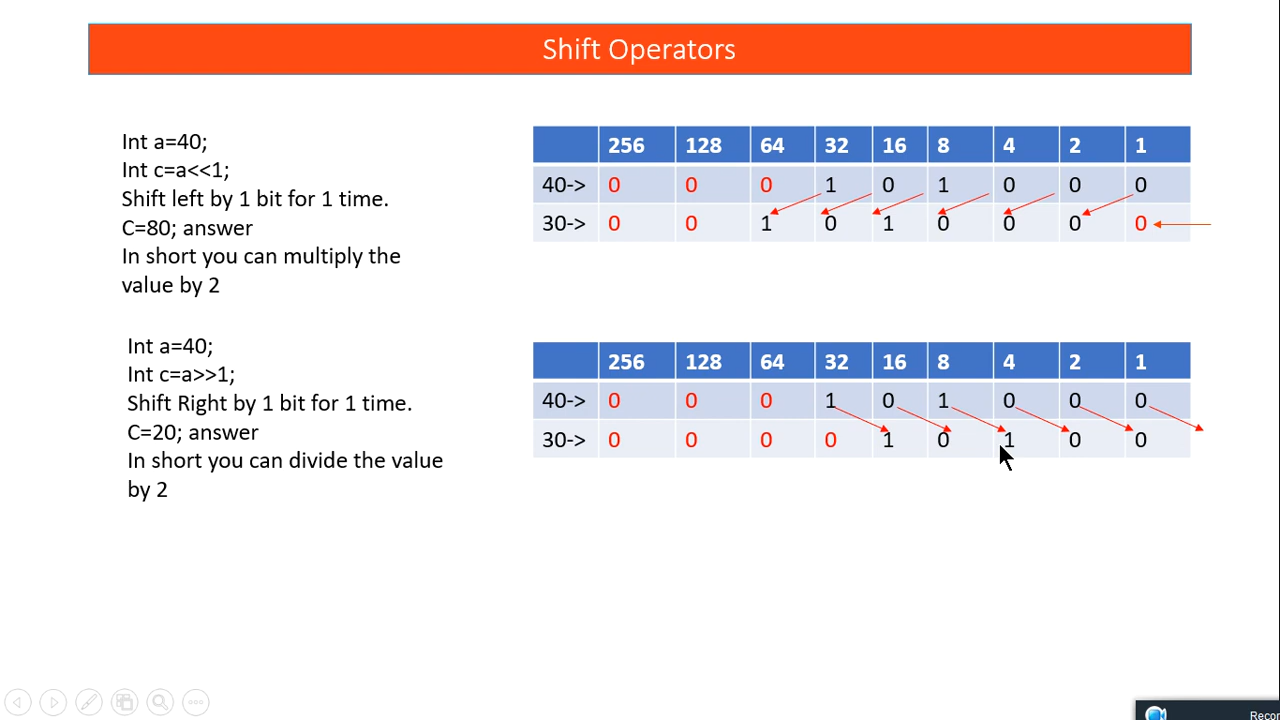 Shift Operators
Int a=40;
Int c=a<<1;
Shift left by 1 bit for 1 time.
C=80; answer
In short you can multiply the
value by 2
256 128 64 32 16 8 4 2 1
40-> 0 0 0 1 0 1 0 0 0
30-> 0 0 1 0 1 0 0 0 0
Int a=40;
Int c=a>>1;
Shift Right by 1 bit for 1 time.
C=20; answer
In short you can divide the value
by 2
256 128 64 32 16 8 4 2 1
40-> 0 0 0 1 0 1 0 0 0
30-> 0 0 0 0 1 0 1 0 0
Recor